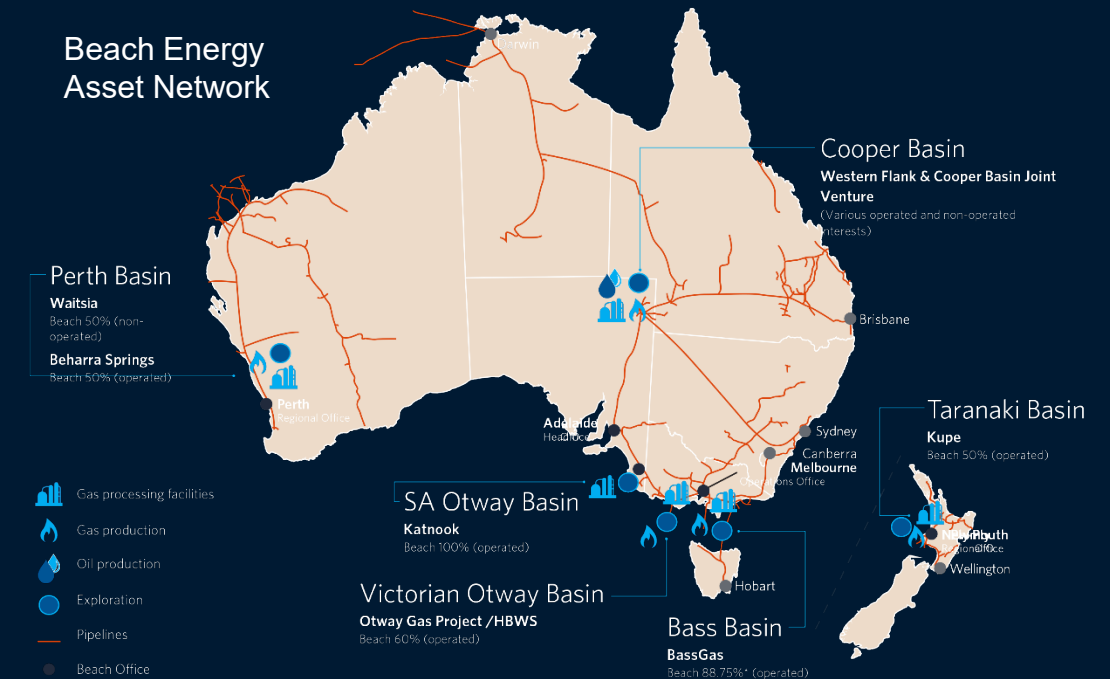 Beach Energy
Asset Network
Darwin
Cooper Basin
Western Flank & Cooper Basin Joint
Venture
(Various operated and non-operated
interests)
Perth Basin
Waitsia
Beach 50% (non-
operated)
Beharra Springs
Beach 50% (operated)
Perth
Regional Office
Brisbane
Adelaide
Head Office
Sydney
Canberra
Melbourne
Operations Office
Taranaki Basin
Kupe
Beach 50% (operated)
Gas processing facilities
Gas production
Oil production
Exploration
Pipelines
Beach Office
SA Otway Basin
Katnook
Beach 100% (operated)
Victorian Otway Basin
Otway Gas Project /HBWS
Beach 60% (operated)
Hobart
Bass Basin
BassGas
Beach 88.75%* (operated)
New Plymouth
Regional Office
Wellington